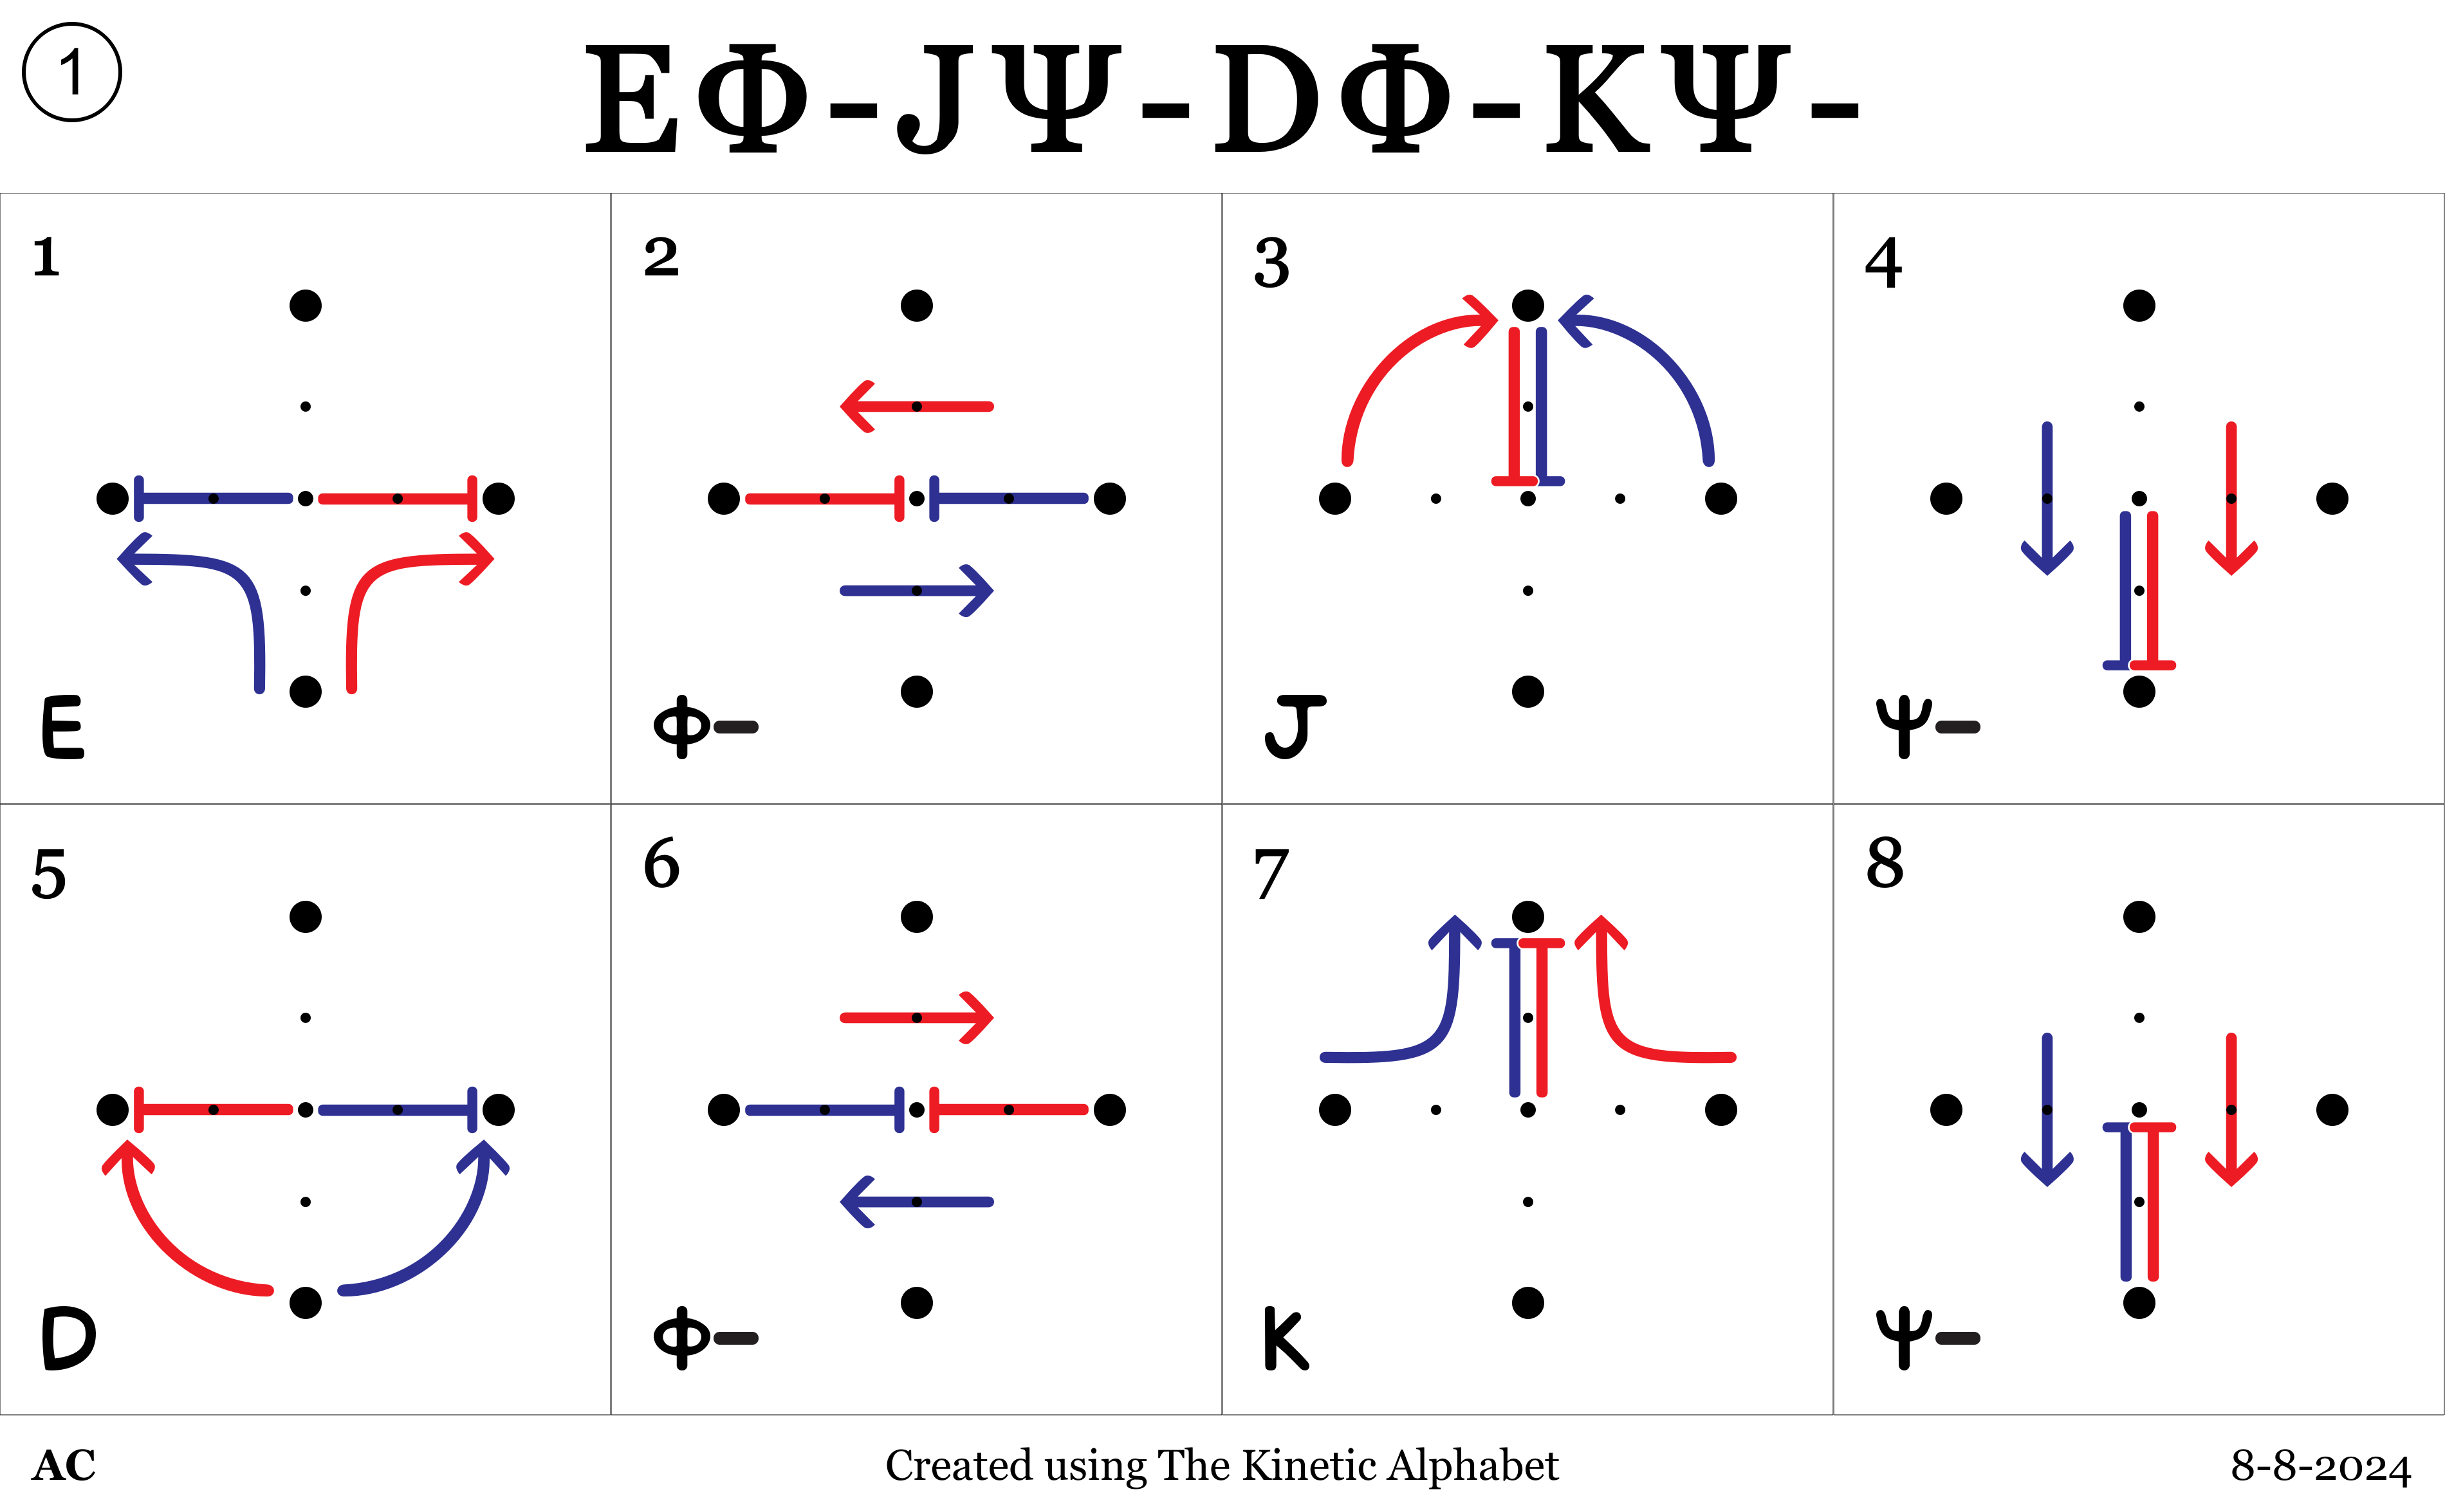 1
EΦ-JΨ-DΦ-KΨ-
1
2
3
4
E
Φ-
J
Ψ-
5
6
7
8
D
Φ-
K
Ψ-
AC
Created using The Kinetic Alphabet
8-8-2024